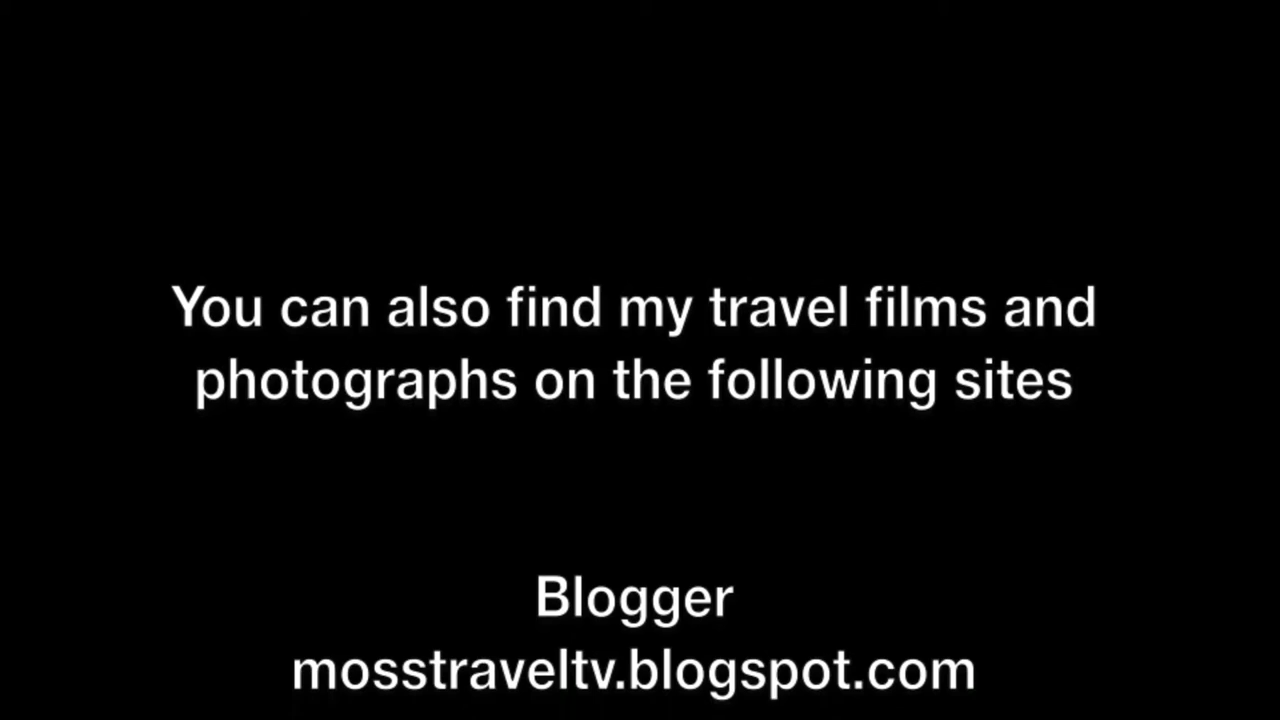 You can also find my travel films and
photographs on the following sites
Blogger
mosstraveltv.blogspot.com